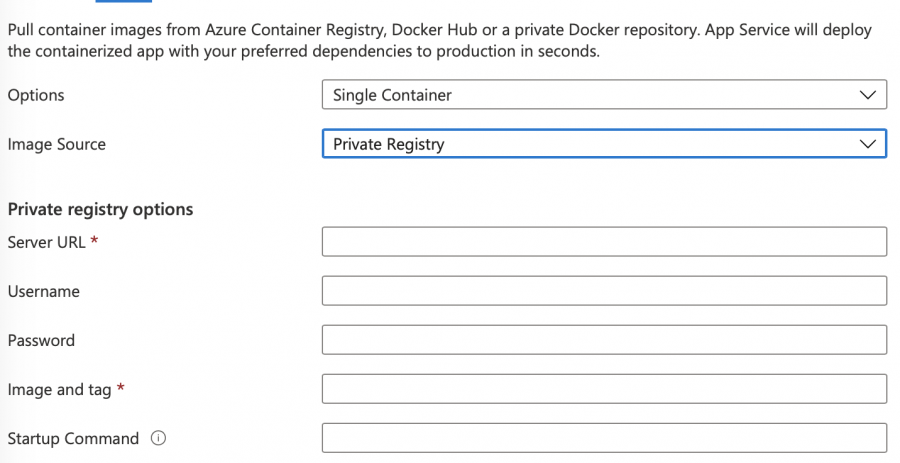 Pull container images from Azure Container Registry, Docker Hub or a private Docker repository. App Service will deploy
the containerized app with your preferred dependencies to production in seconds.
Options Single Container
Image Source Private Registry
Private registry options
Server URL *
Username
Password
Image and tag *
Startup Command